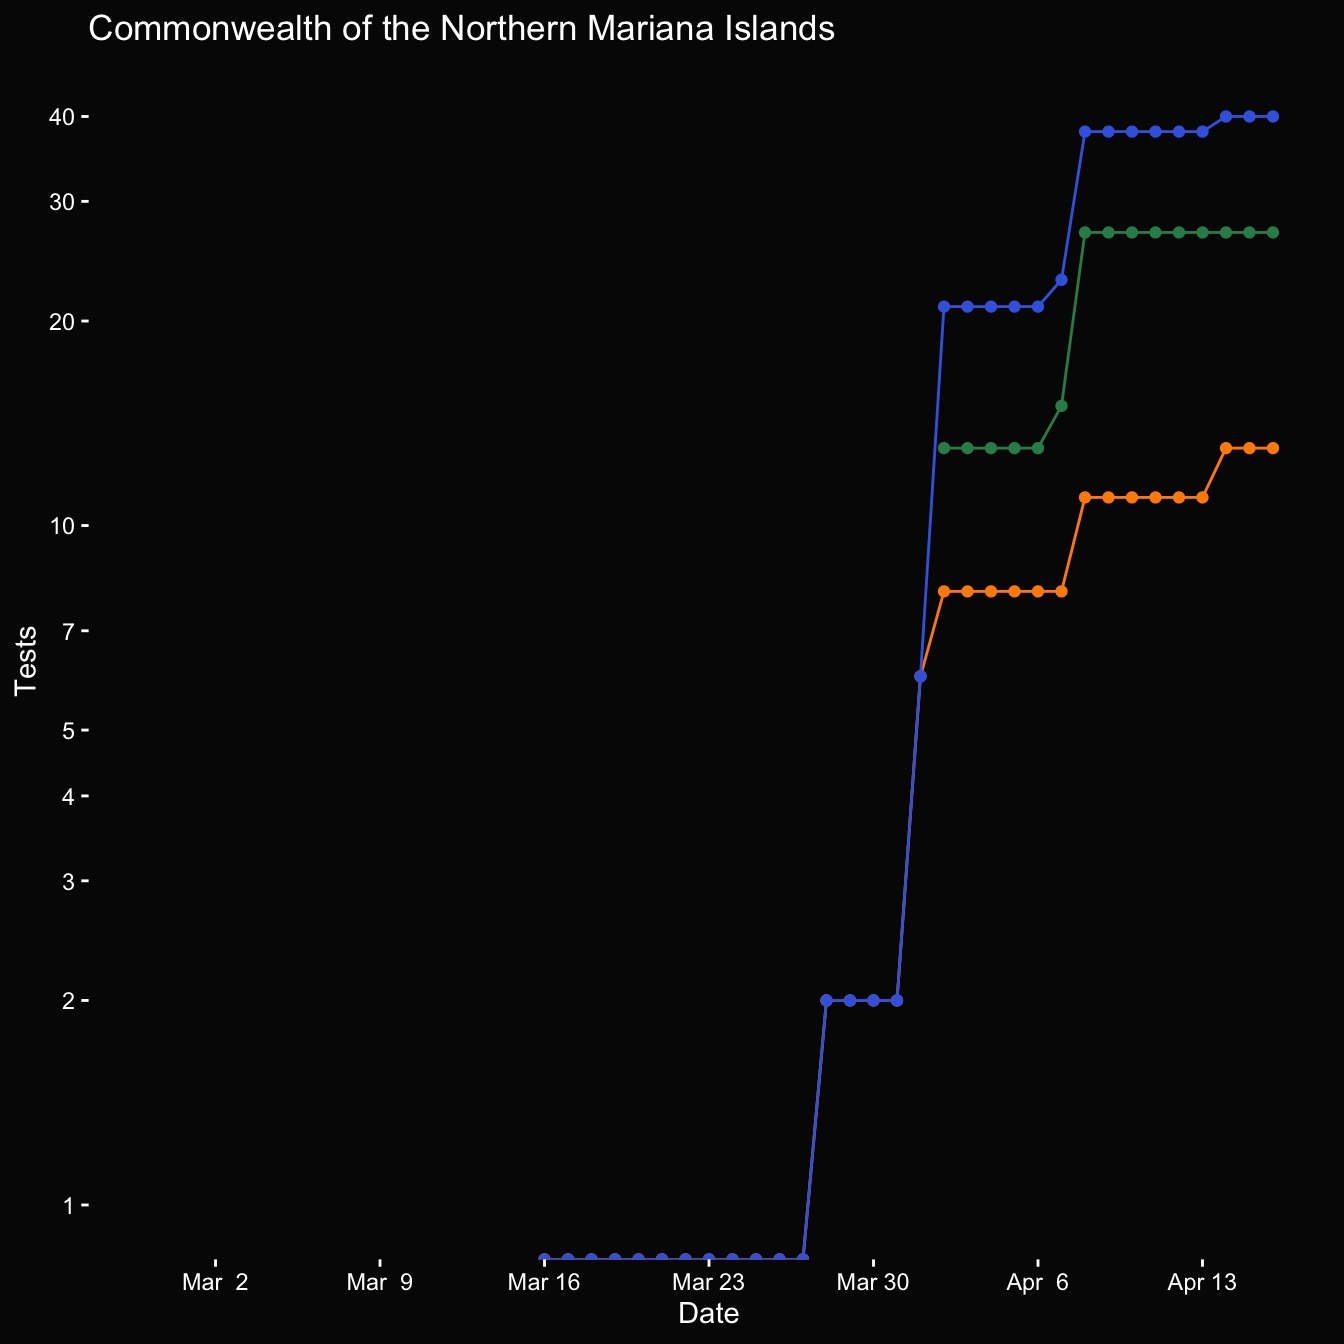 Commonwealth of the Northern Mariana Islands
40
30
20
10
7
5
4
3
2
1
Tests
Mar 2
Mar 9
Mar 16
Mar 23
Mar 30
Apr 6
Apr 13
Date